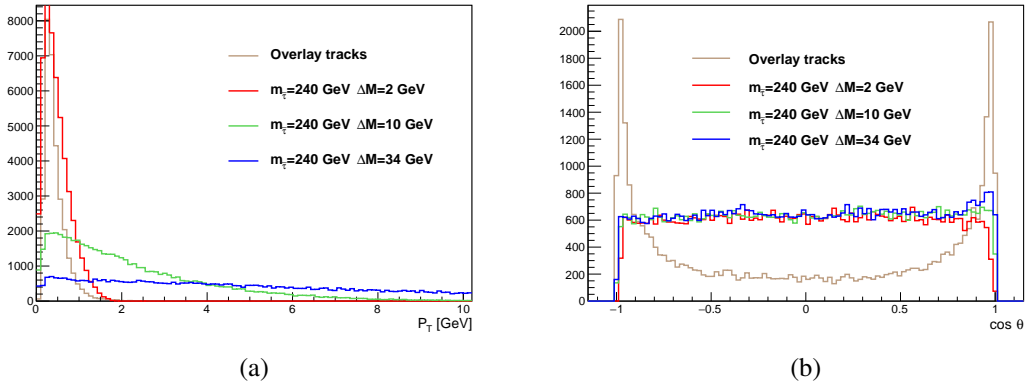 8000
7000
6000
5000
4000
3000
2000
1000
0
0 2 4 6 8 10
P_T [GeV]
Overlay tracks
m_τ̃=240 GeV ΔM=2 GeV
m_τ̃=240 GeV ΔM=10 GeV
m_τ̃=240 GeV ΔM=34 GeV
(a)
2000
1800
1600
1400
1200
1000
800
600
400
200
0
−1 −0.5 0 0.5 1
cos θ
Overlay tracks
m_τ̃=240 GeV ΔM=2 GeV
m_τ̃=240 GeV ΔM=10 GeV
m_τ̃=240 GeV ΔM=34 GeV
(b)